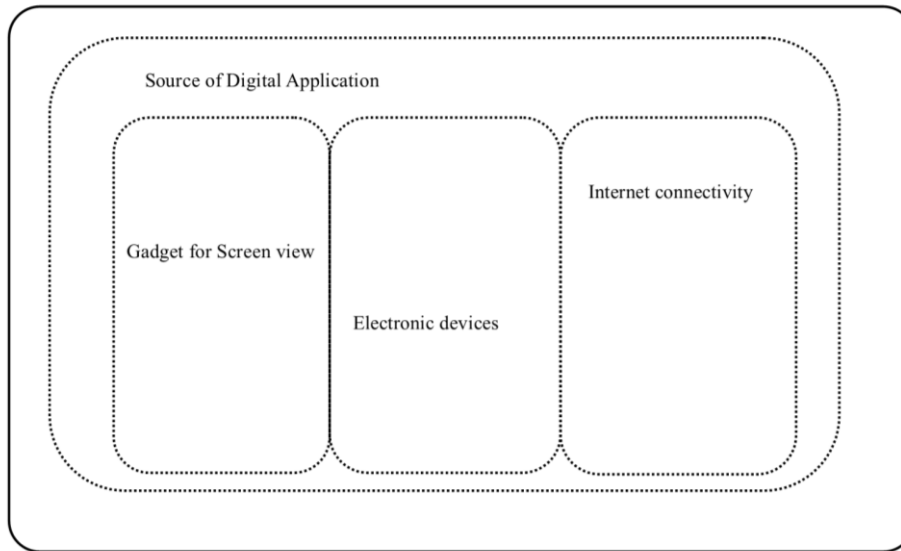 Source of Digital Application
Gadget for Screen view
Electronic devices
Internet connectivity